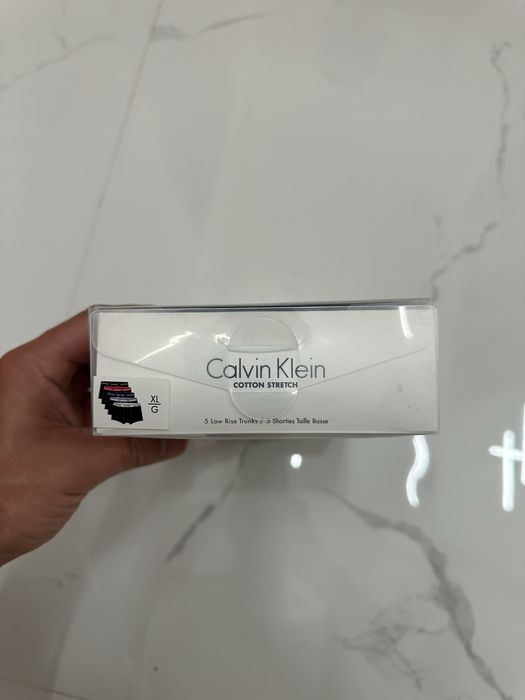 Calvin Klein
COTTON STRETCH
XL
G
5 Low Rise Trunks / 5 Shorties Taille Basse